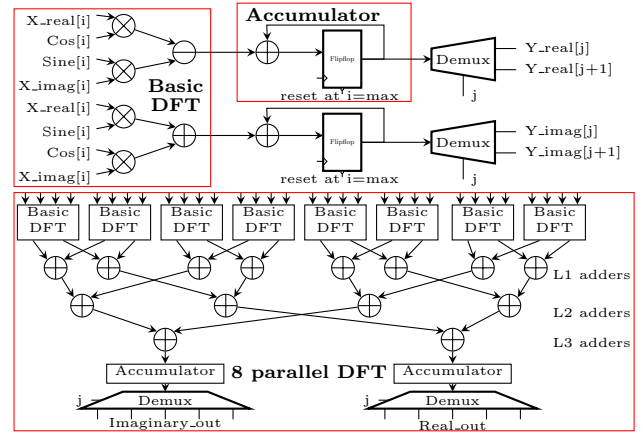 Accumulator
X_real[i]
Cos[i]
Sine[i]
X_imag[i]
Basic
DFT
Flipflop
reset at i=max
Demux
j
Y_real[j]
Y_real[j+1]
X_real[i]
Sine[i]
Cos[i]
X_imag[i]
Flipflop
reset at i=max
Demux
j
Y_imag[j]
Y_imag[j+1]
Basic Basic Basic Basic Basic Basic Basic Basic
DFT DFT DFT DFT DFT DFT DFT DFT
L1 adders
L2 adders
L3 adders
Accumulator 8 parallel DFT Accumulator
j Demux j Demux
Imaginary_out Real_out